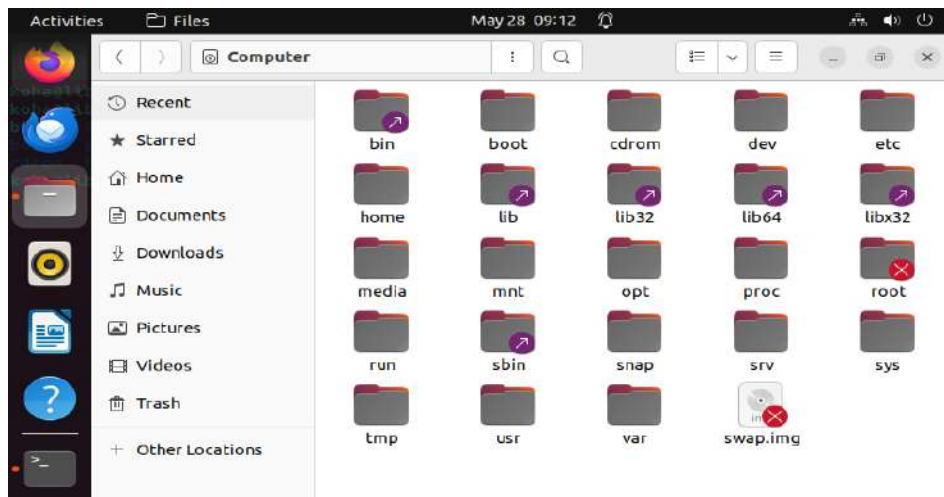 Activities Files May 28 09:12
Computer
Recent
Starred
Home
Documents
Downloads
Music
Pictures
Videos
Trash
Other Locations
bin boot cdrom dev etc
home lib lib32 lib64 libx32
media mnt opt proc root
run sbin snap srv sys
tmp usr var swap.img